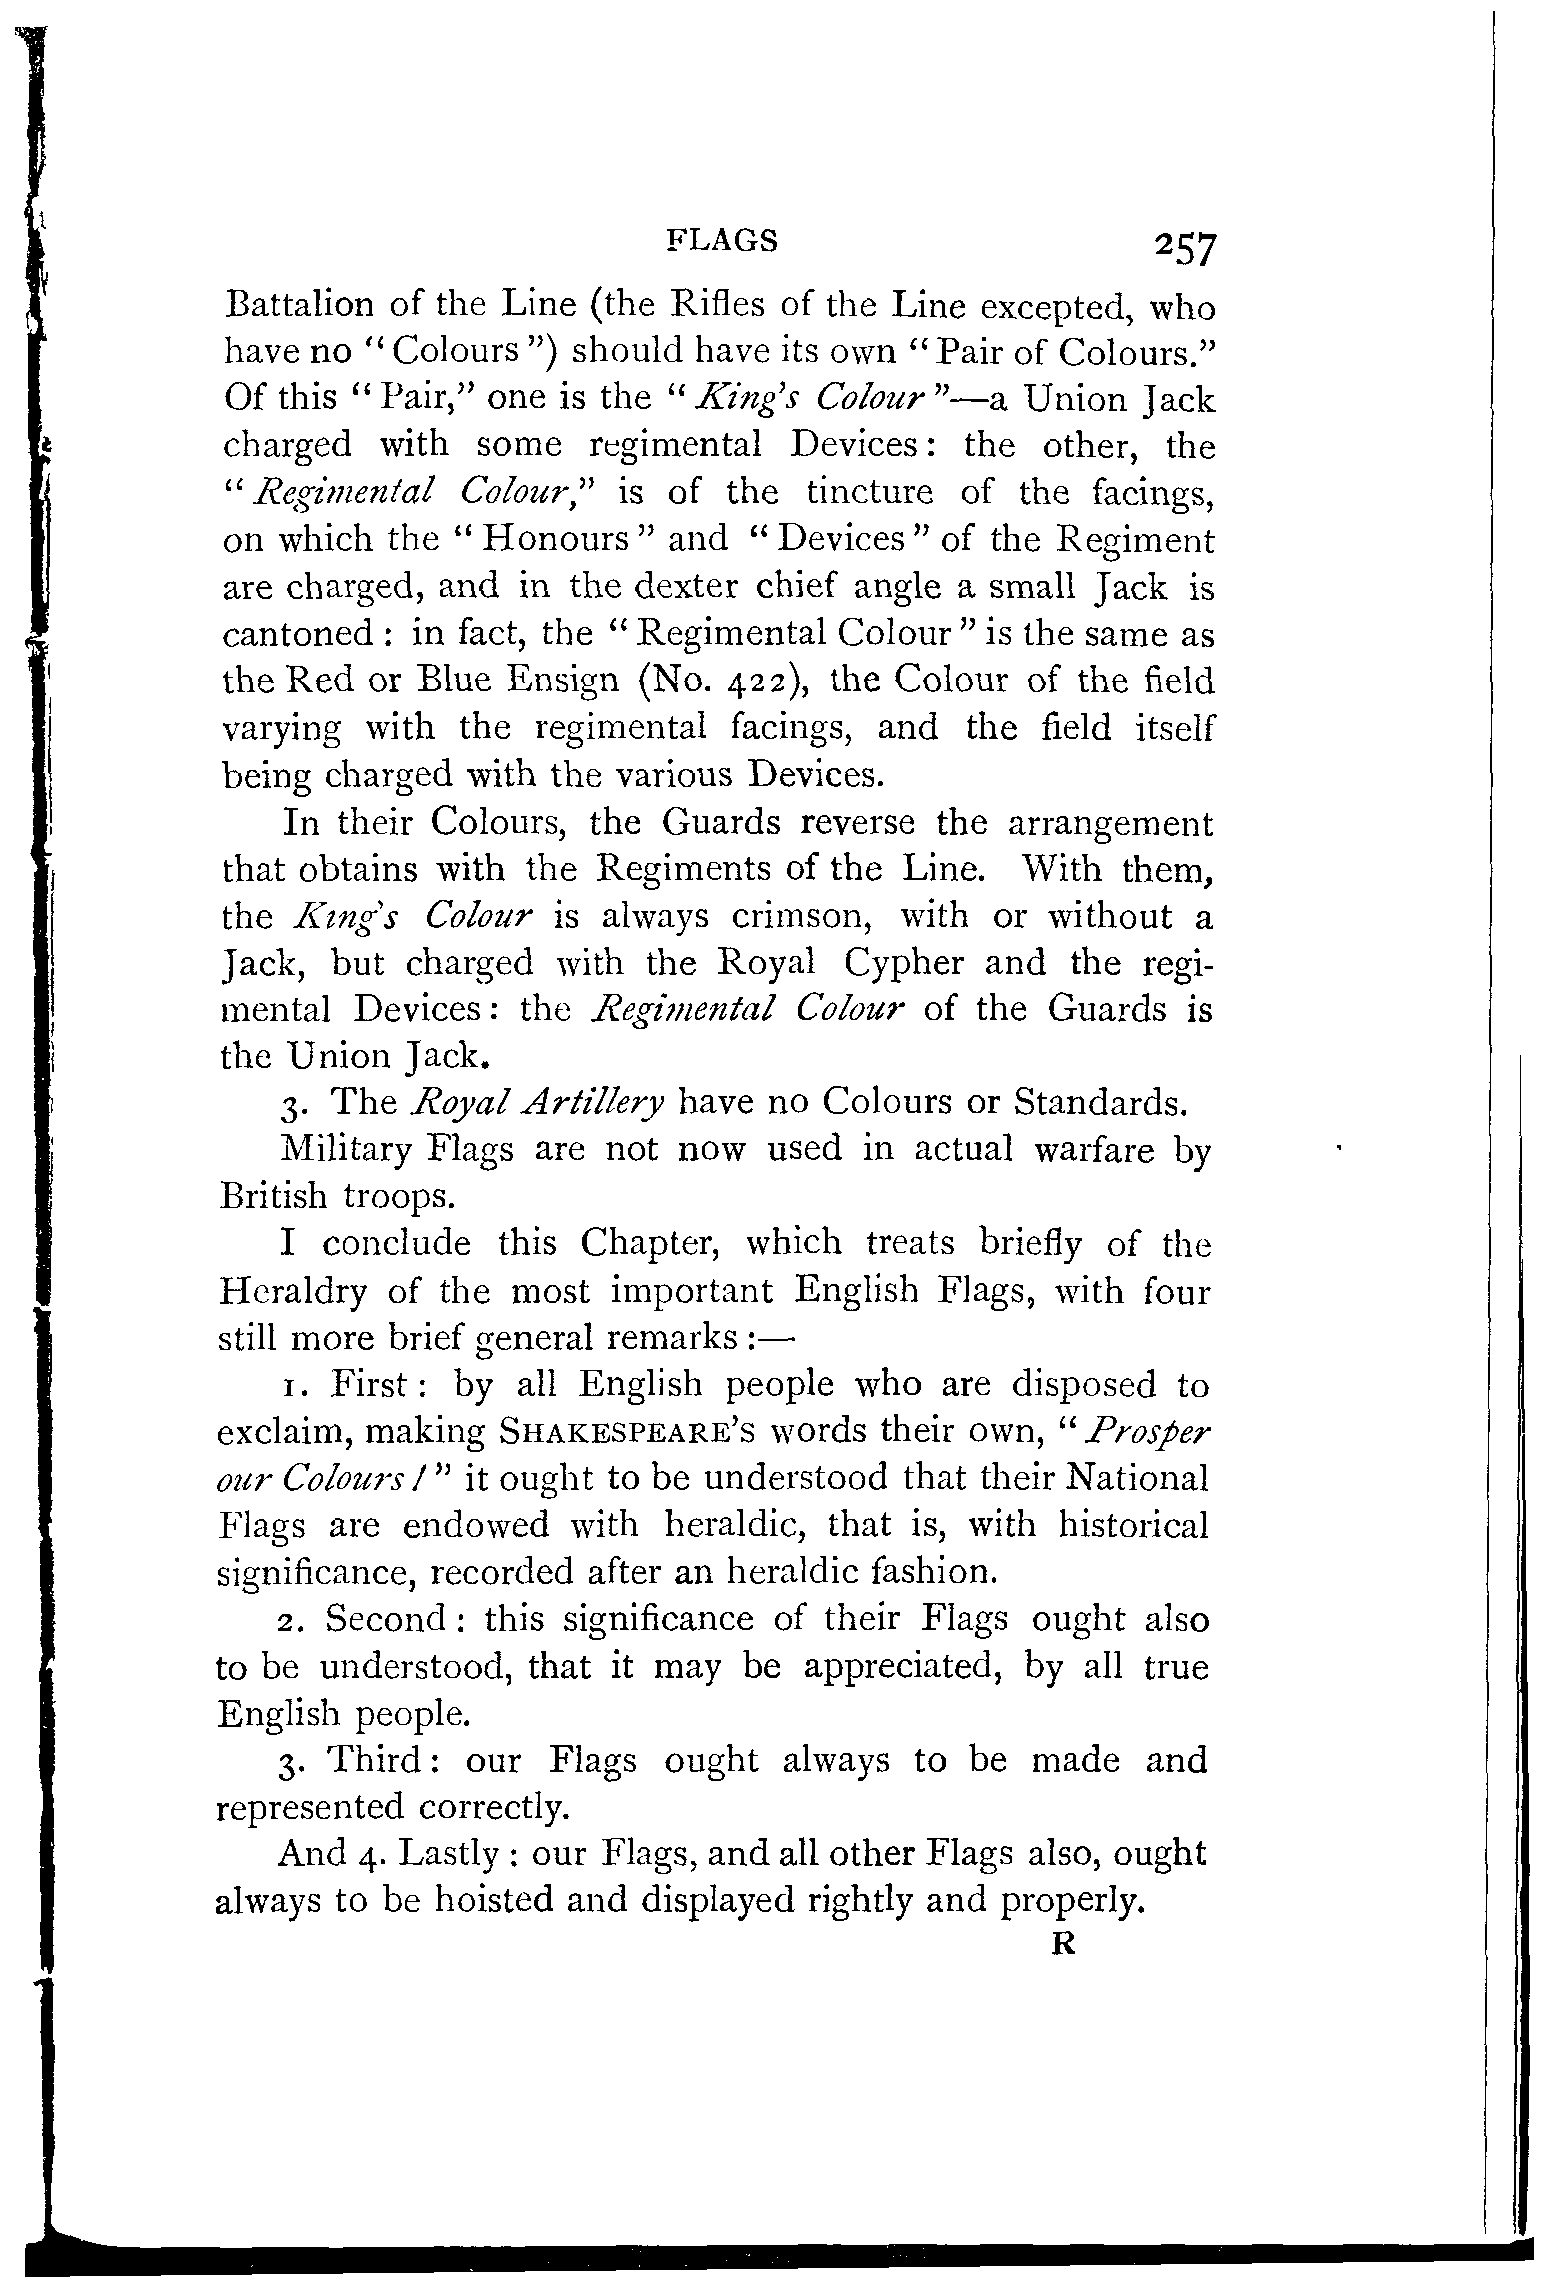 FLAGS 257
Battalion of the Line (the Rifles of the Line excepted, who
have no “Colours”) should have its own “Pair of Colours.”
Of this “Pair,” one is the “King's Colour”—a Union Jack
charged with some regimental Devices: the other, the
“Regimental Colour,” is of the tincture of the facings,
on which the “Honours” and “Devices” of the Regiment
are charged, and in the dexter chief angle a small Jack is
cantoned: in fact, the “Regimental Colour” is the same as
the Red or Blue Ensign (No. 422), the Colour of the field
varying with the regimental facings, and the field itself
being charged with the various Devices.
In their Colours, the Guards reverse the arrangement
that obtains with the Regiments of the Line. With them,
the King's Colour is always crimson, with or without a
Jack, but charged with the Royal Cypher and the regi-
mental Devices: the Regimental Colour of the Guards is
the Union Jack.
3. The Royal Artillery have no Colours or Standards.
Military Flags are not now used in actual warfare by
British troops.
I conclude this Chapter, which treats briefly of the
Heraldry of the most important English Flags, with four
still more brief general remarks:—
1. First: by all English people who are disposed to
exclaim, making SHAKESPEARE'S words their own, “Prosper
our Colours!” it ought to be understood that their National
Flags are endowed with heraldic, that is, with historical
significance, recorded after an heraldic fashion.
2. Second: this significance of their Flags ought also
to be understood, that it may be appreciated, by all true
English people.
3. Third: our Flags ought always to be made and
represented correctly.
And 4. Lastly: our Flags, and all other Flags also, ought
always to be hoisted and displayed rightly and properly.
R